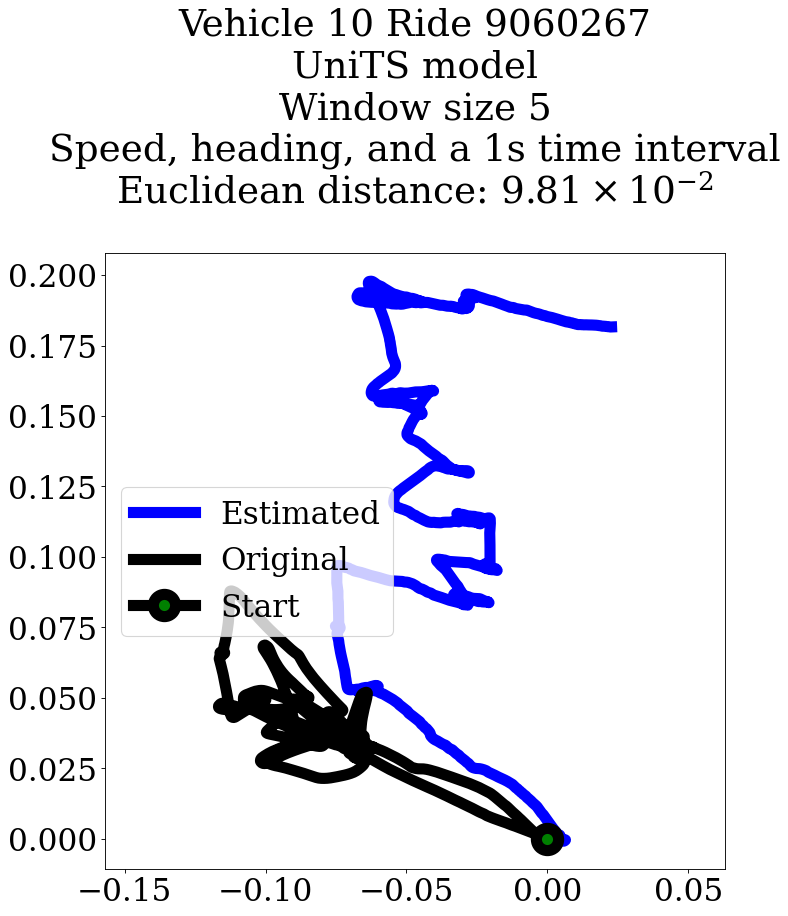 Vehicle 10 Ride 9060267
UniTS model
Window size 5
Speed, heading, and a 1s time interval
Euclidean distance: 9.81 × 10⁻²
0.200
0.175
0.150
0.125
0.100
0.075
0.050
0.025
0.000
Estimated
Original
Start
−0.15
−0.10
−0.05
0.00
0.05